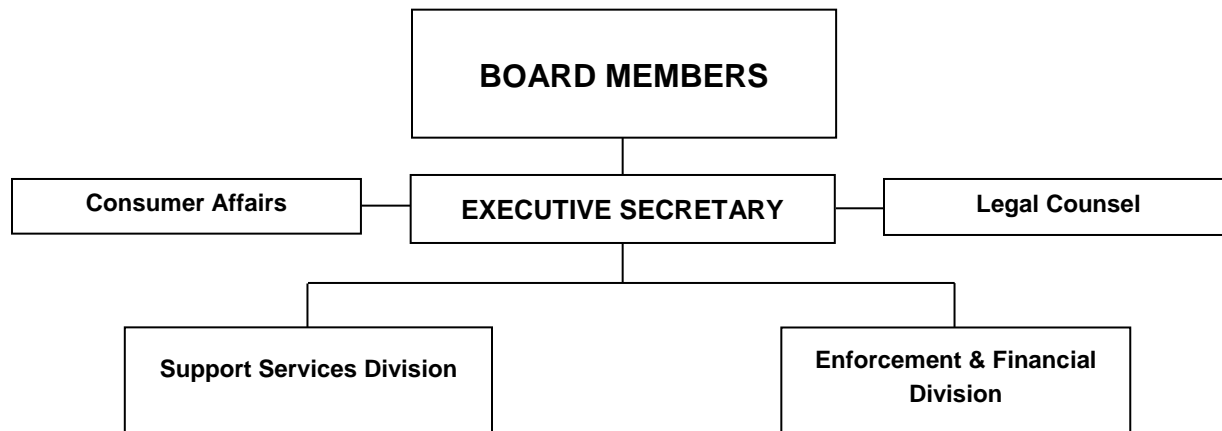 BOARD MEMBERS
Consumer Affairs
EXECUTIVE SECRETARY
Legal Counsel
Support Services Division
Enforcement & Financial
Division